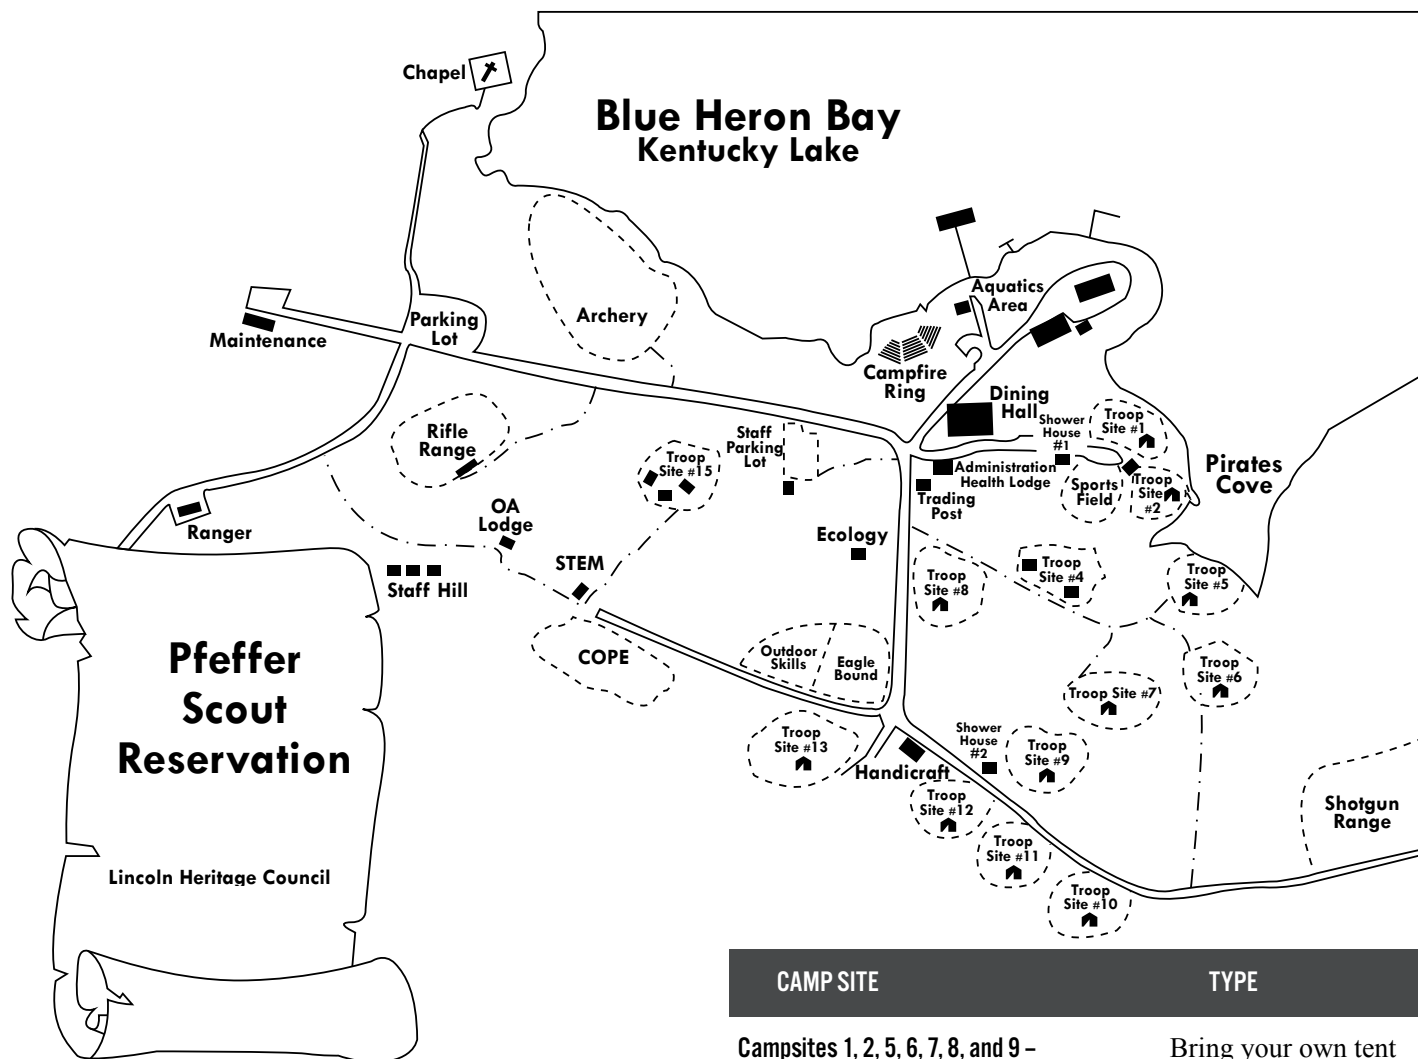 Chapel
Blue Heron Bay
Kentucky Lake
Aquatics
Area
Archery
Parking
Lot
Maintenance
Campfire
Ring
Dining
Hall
Rifle
Range
Staff
Parking
Lot
Shower
House
#1
Troop
Site #1
Troop
Site #15
Administration
Health Lodge
Sports
Field
Troop
Site
#2
Pirates
Cove
Trading
Post
OA
Lodge
Ranger
Ecology
STEM
Staff Hill
Troop
Site #8
Troop
Site #4
Troop
Site #5
Pfeffer
Scout
Reservation
COPE
Outdoor
Skills
Eagle
Bound
Troop
Site #6
Troop Site #7
Troop
Site #13
Handicraft
Shower
House
#2
Troop
Site #9
Troop
Site #12
Shotgun
Range
Troop
Site #11
Lincoln Heritage Council
Troop
Site #10
CAMP SITE TYPE
Campsites 1, 2, 5, 6, 7, 8, and 9 – Bring your own tent